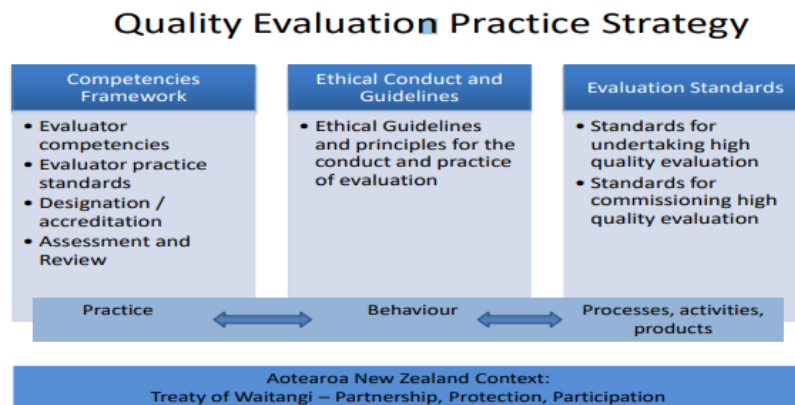 Quality Evaluation Practice Strategy
Competencies
Framework
• Evaluator
competencies
• Evaluator practice
standards
• Designation /
accreditation
• Assessment and
Review
Ethical Conduct and
Guidelines
• Ethical Guidelines
and principles for the
conduct and practice
of evaluation
Evaluation Standards
• Standards for
undertaking high
quality evaluation
• Standards for
commissioning high
quality evaluation
Practice
Behaviour
Processes, activities,
products
Aotearoa New Zealand Context:
Treaty of Waitangi – Partnership, Protection, Participation